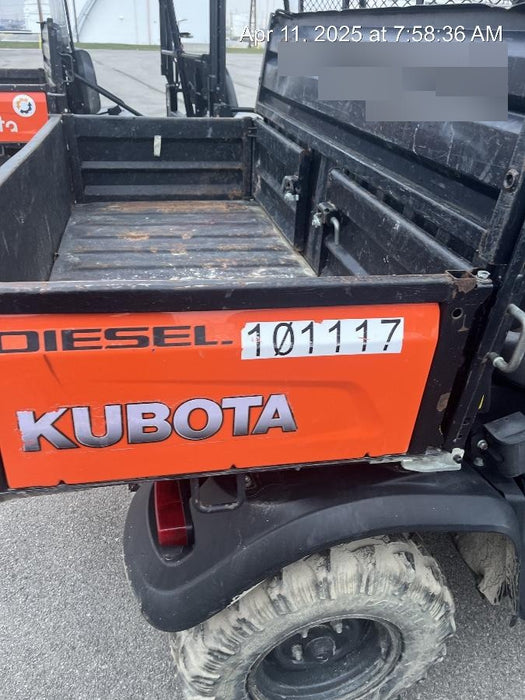 Apr 11, 2025 at 7:58:36 AM
DIESEL 101117
KUBOTA